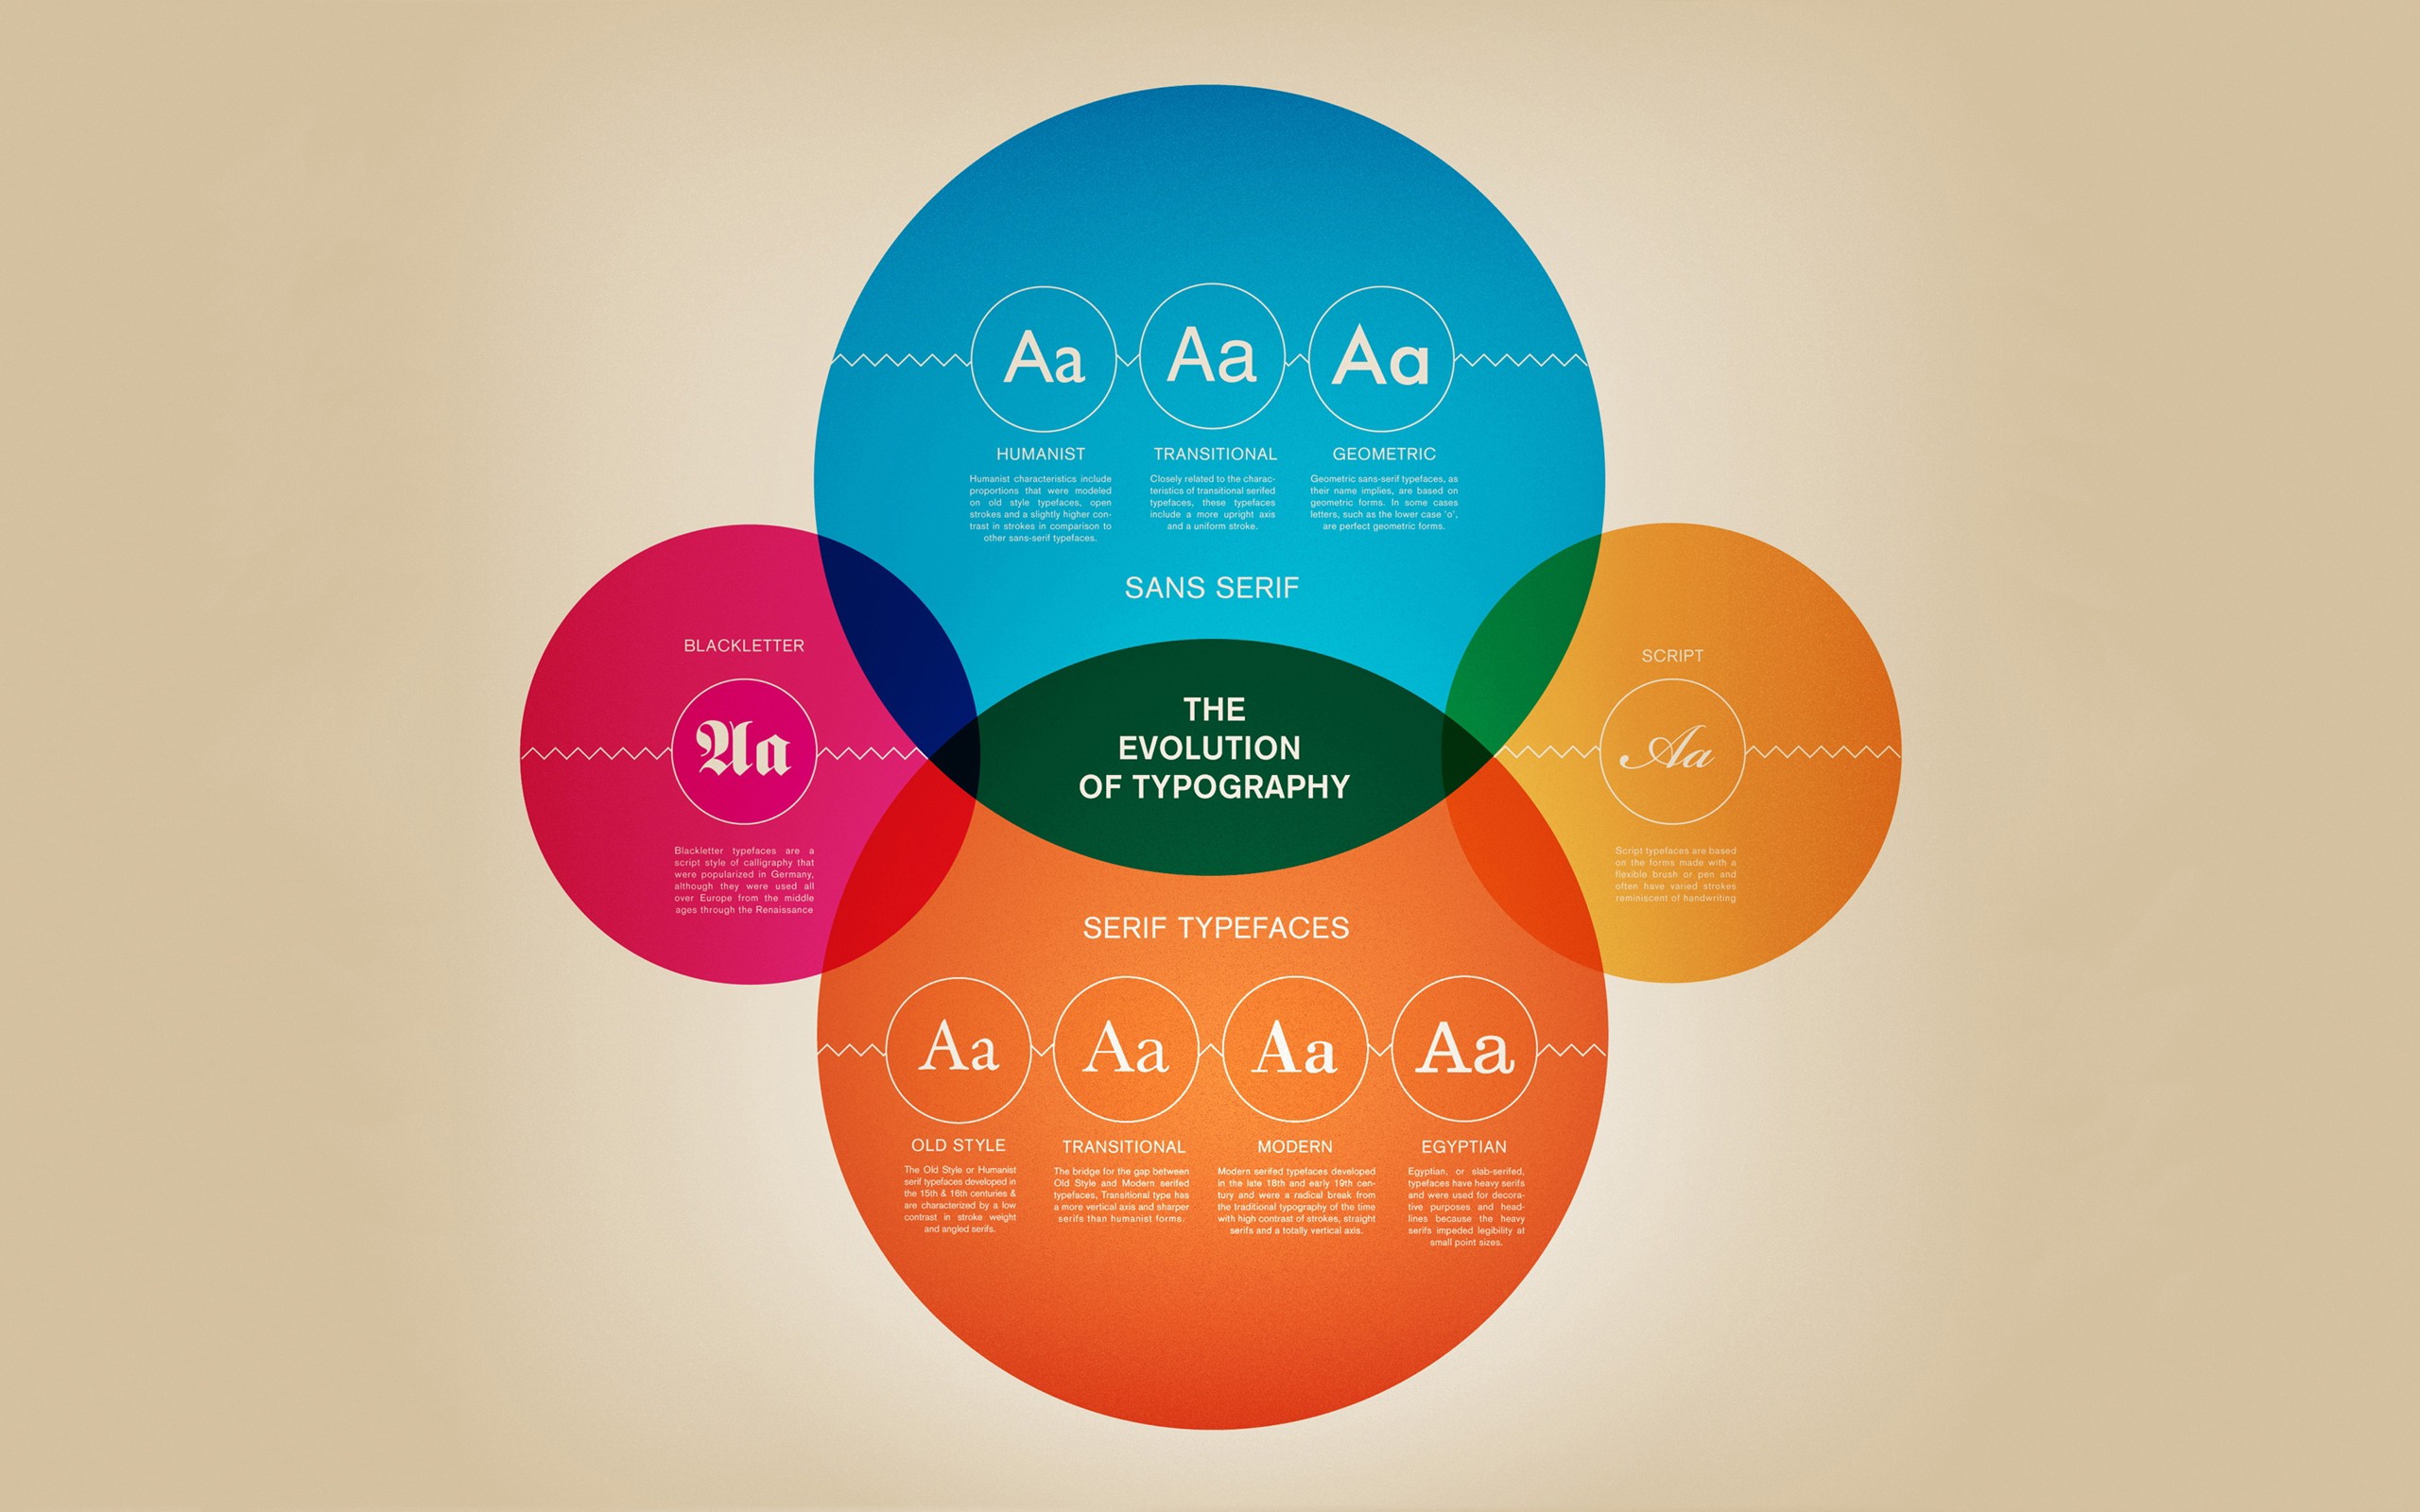 Aa
Aa
Aa
HUMANIST
Humanist characteristics include
proportions that were modeled
on old style typefaces, open
strokes and a slightly higher con-
trast in strokes in comparison to
other sans-serif typefaces.
TRANSITIONAL
Closely related to the charac-
teristics of transitional serifed
typefaces, these typefaces
include a more upright axis
and a uniform stroke.
GEOMETRIC
Geometric sans-serif typefaces, as
their name implies, are based on
geometric forms. In some cases
letters, such as the lower case 'o',
are perfect geometric forms.
SANS SERIF
BLACKLETTER
Aa
Blackletter typefaces are a
script style of calligraphy that
were popularized in Germany,
although they were used all
over Europe from the middle
ages through the Renaissance
THE
EVOLUTION
OF TYPOGRAPHY
SCRIPT
Aa
Script typefaces are based
on the forms made with a
flexible brush or pen and
often have varied strokes
reminiscent of handwriting
SERIF TYPEFACES
Aa
Aa
Aa
Aa
OLD STYLE
The Old Style or Humanist
serif typefaces developed in
the 15th & 16th centuries &
are characterized by a low
contrast in stroke weight
and angled serifs.
TRANSITIONAL
The bridge for the gap between
Old Style and Modern serifed
typefaces, Transitional type has
a more vertical axis and sharper
serifs than humanist forms.
MODERN
Modern serifed typefaces developed
in the late 18th and early 19th cen-
tury and were a radical break from
the traditional typography of the time
with high contrast of strokes, straight
serifs and a totally vertical axis.
EGYPTIAN
Egyptian, or slab-serifed,
typefaces have heavy serifs
and were used for decora-
tive purposes and head-
lines because the heavy
serifs impeded legibility at
small point sizes.